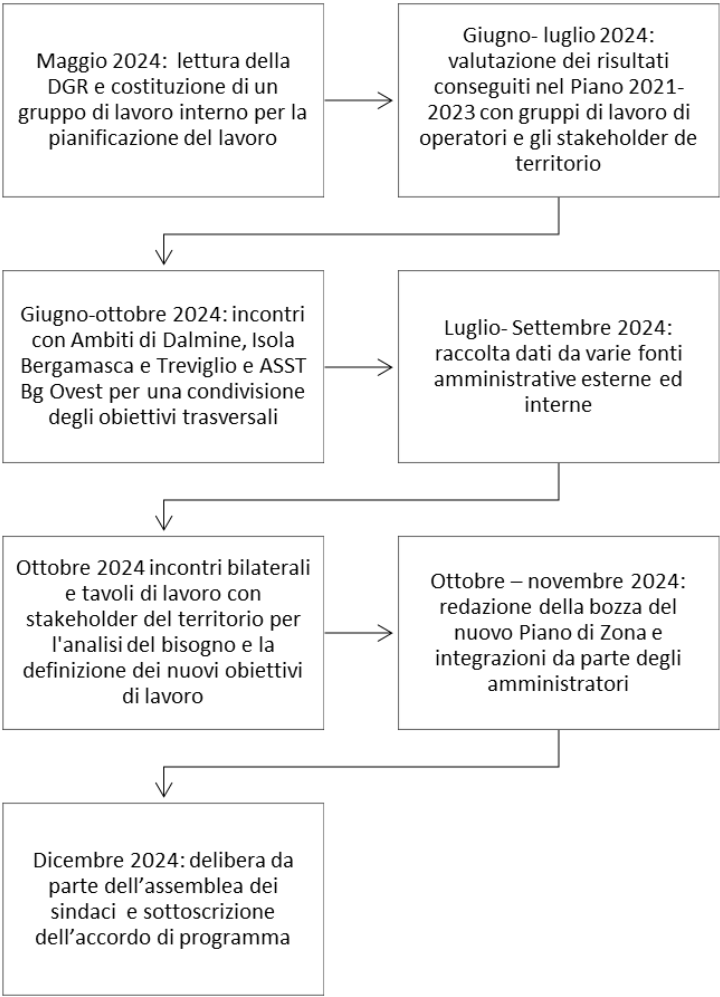 Maggio 2024:  lettura della
DGR e costituzione di un
gruppo di lavoro interno per la
pianificazione del lavoro
Giugno- luglio 2024:
valutazione dei risultati
conseguiti nel Piano 2021-
2023 con gruppi di lavoro di
operatori e gli stakeholder de
territorio
Giugno-ottobre 2024: incontri
con Ambiti di Dalmine, Isola
Bergamasca e Treviglio e ASST
Bg Ovest per una condivisione
degli obiettivi trasversali
Luglio- Settembre 2024:
raccolta dati da varie fonti
amministrative esterne  ed
interne
Ottobre 2024 incontri bilaterali
e tavoli di lavoro con
stakeholder del territorio per
l'analisi del bisogno e la
definizione dei nuovi obiettivi
di lavoro
Ottobre – novembre 2024:
redazione della bozza del
nuovo Piano di Zona e
integrazioni da parte degli
amministratori
Dicembre 2024: delibera da
parte dell’assemblea dei
sindaci  e sottoscrizione
dell’accordo di programma